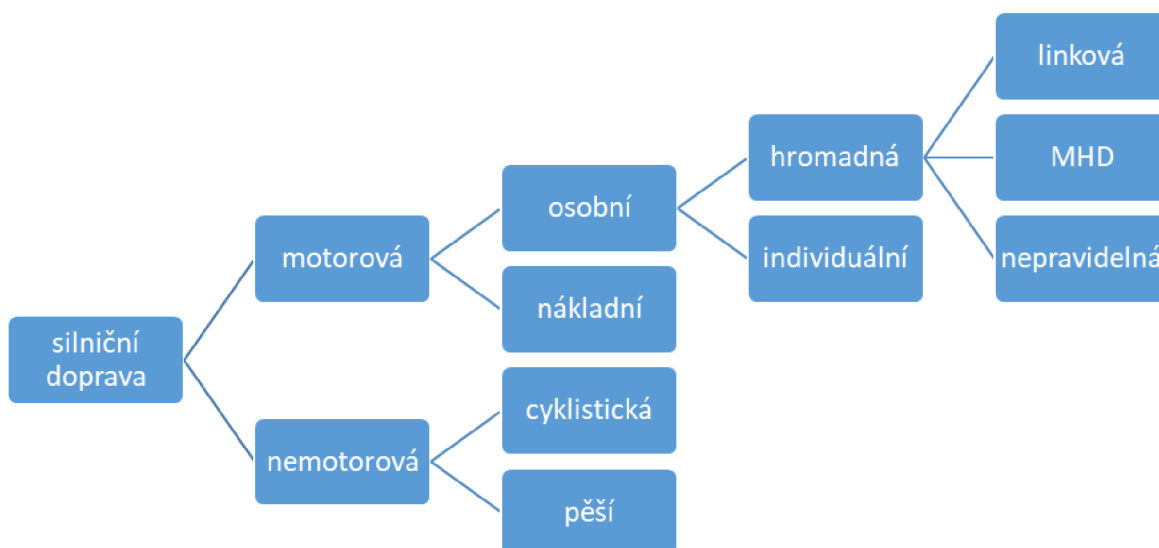 silniční
doprava
motorová
osobní
hromadná
linková
MHD
nepravidelná
individuální
nákladní
nemotorová
cyklistická
pěší